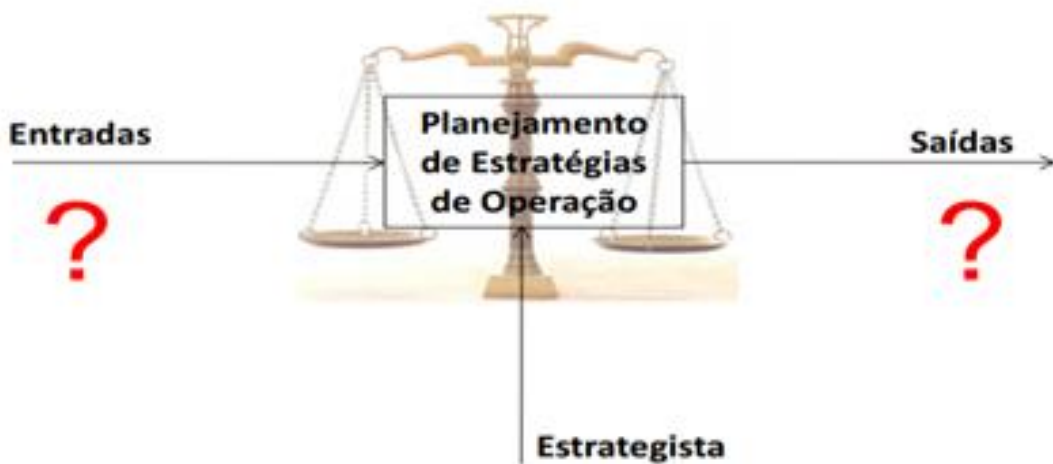 Entradas
Planejamento
de Estratégias
de Operação
Saídas
?
?
Estrategista